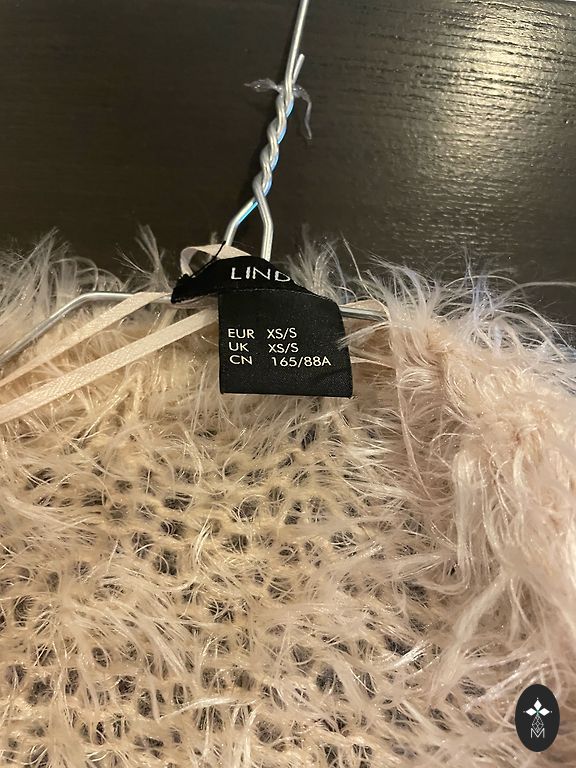 LIND
EUR XS/S
UK XS/S
CN 165/88A